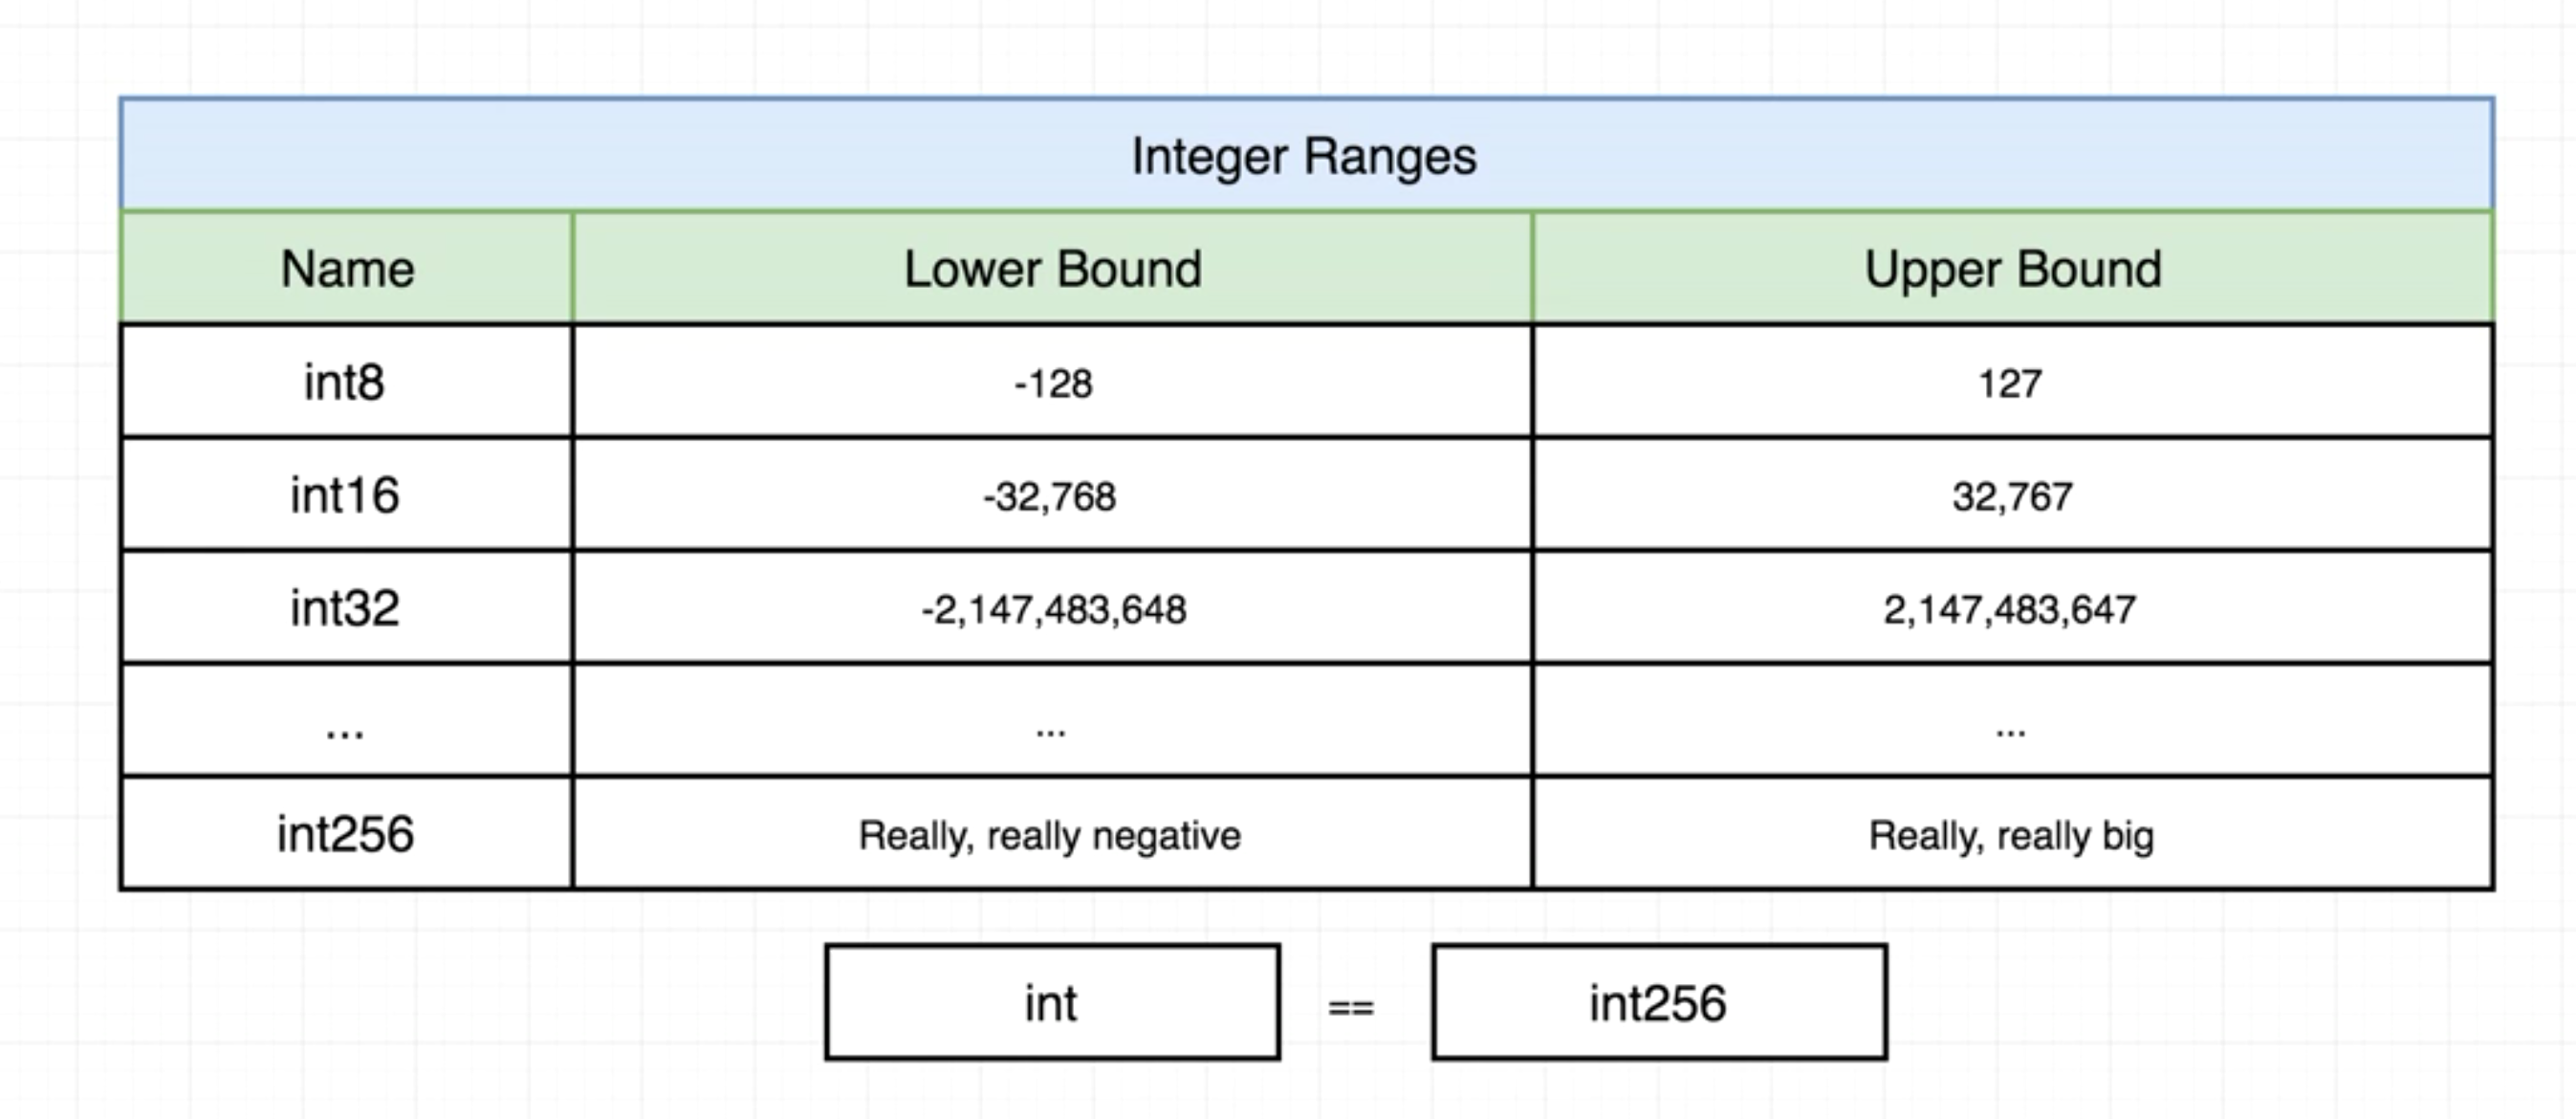 Integer Ranges
Name Lower Bound Upper Bound
int8 -128 127
int16 -32,768 32,767
int32 -2,147,483,648 2,147,483,647
... ... ...
int256 Really, really negative Really, really big
int == int256